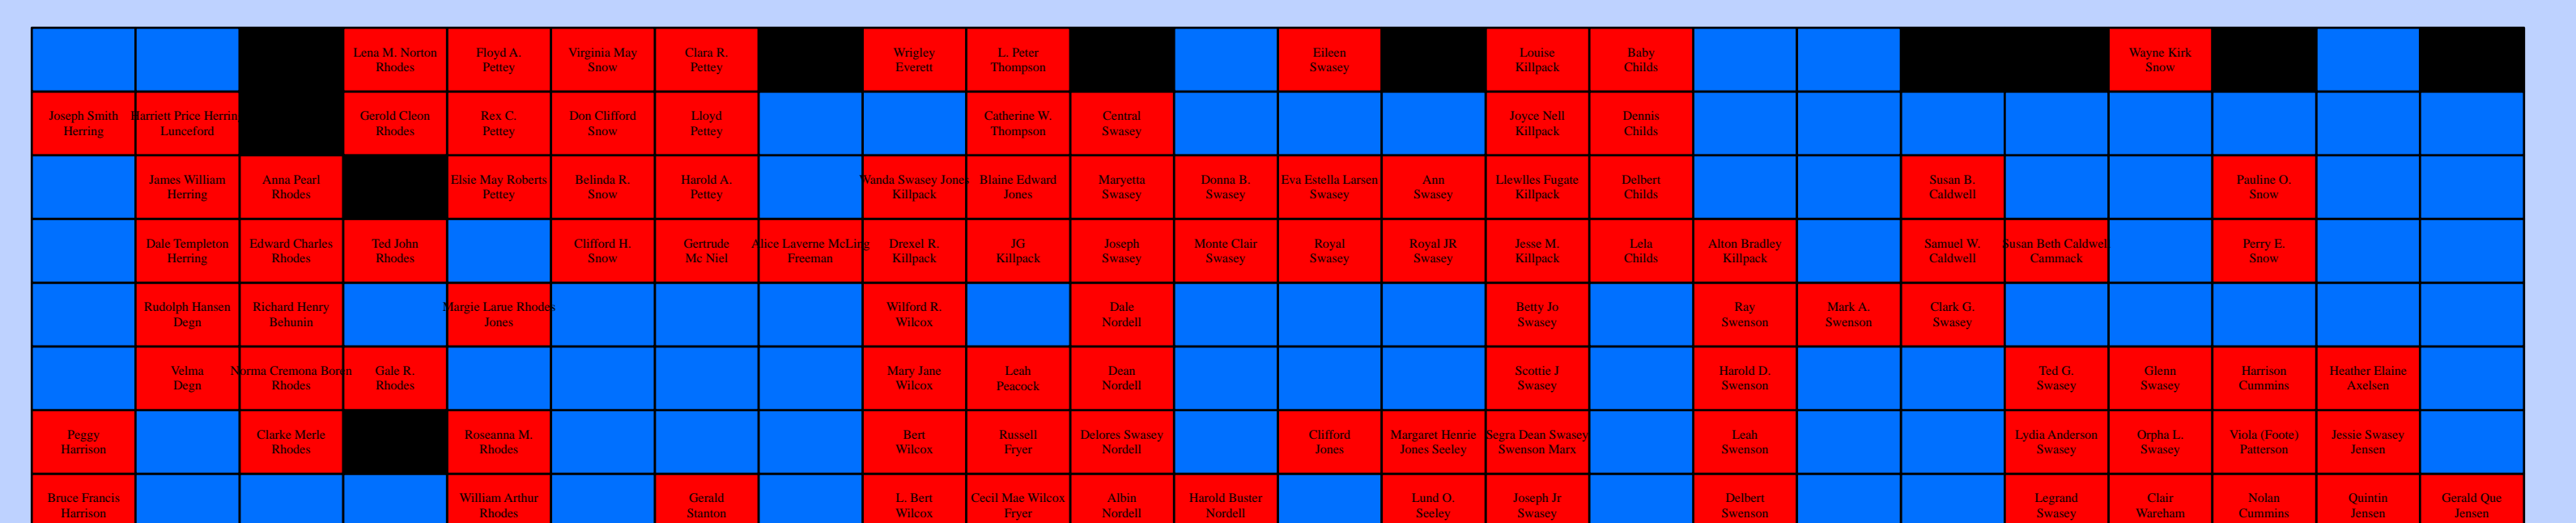 Lena M. Norton
Rhodes
Floyd A.
Pettey
Virginia May
Snow
Clara R.
Pettey
Wrigley
Everett
L. Peter
Thompson
Eileen
Swasey
Louise
Killpack
Baby
Childs
Wayne Kirk
Snow
Joseph Smith
Herring
Harriett Price Herring
Lunceford
Gerold Cleon
Rhodes
Rex C.
Pettey
Don Clifford
Snow
Lloyd
Pettey
Catherine W.
Thompson
Central
Swasey
Joyce Nell
Killpack
Dennis
Childs
James William
Herring
Anna Pearl
Rhodes
Elsie May Roberts
Pettey
Belinda R.
Snow
Harold A.
Pettey
Wanda Swasey Jones
Killpack
Blaine Edward
Jones
Maryetta
Swasey
Donna B.
Swasey
Eva Estella Larsen
Swasey
Ann
Swasey
Llewlles Fugate
Killpack
Delbert
Childs
Susan B.
Caldwell
Pauline O.
Snow
Dale Templeton
Herring
Edward Charles
Rhodes
Ted John
Rhodes
Clifford H.
Snow
Gertrude
Mc Niel
Alice Laverne McLing
Freeman
Drexel R.
Killpack
JG
Killpack
Joseph
Swasey
Monte Clair
Swasey
Royal
Swasey
Royal JR
Swasey
Jesse M.
Killpack
Lela
Childs
Alton Bradley
Killpack
Samuel W.
Caldwell
Susan Beth Caldwell
Cammack
Perry E.
Snow
Rudolph Hansen
Degn
Richard Heary
Behunin
Margie Larue Rhodes
Jones
Wilford R.
Wilcox
Dale
Nordell
Betty Jo
Swasey
Ray
Swenson
Mark A.
Swenson
Clark G.
Swasey
Velma
Degn
Norma Cremona Boren
Rhodes
Gale R.
Rhodes
Mary Jane
Wilcox
Leah
Peacock
Dean
Nordell
Scottie J
Swasey
Harold D.
Swenson
Ted G.
Swasey
Glenn
Swasey
Harrison
Cummins
Heather Elaine
Axelsen
Peggy
Harrison
Clarke Merle
Rhodes
Roseanna M.
Rhodes
Bert
Wilcox
Russell
Fryer
Delores Swasey
Nordell
Clifford
Jones
Margaret Henrie
Jones Seeley
Segra Dean Swasey
Swenson Marx
Leah
Swenson
Lydia Anderson
Swasey
Orpha L.
Swasey
Viola (Foote)
Patterson
Jessie Swasey
Jensen
Bruce Francis
Harrison
William Arthur
Rhodes
Gerald
Stanton
L. Bert
Wilcox
Cecil Mae Wilcox
Fryer
Albin
Nordell
Harold Buster
Nordell
Lund O.
Seeley
Joseph Jr
Swasey
Delbert
Swenson
Legrand
Swasey
Clair
Wareham
Nolan
Cummins
Quintin
Jensen
Gerald Que
Jensen